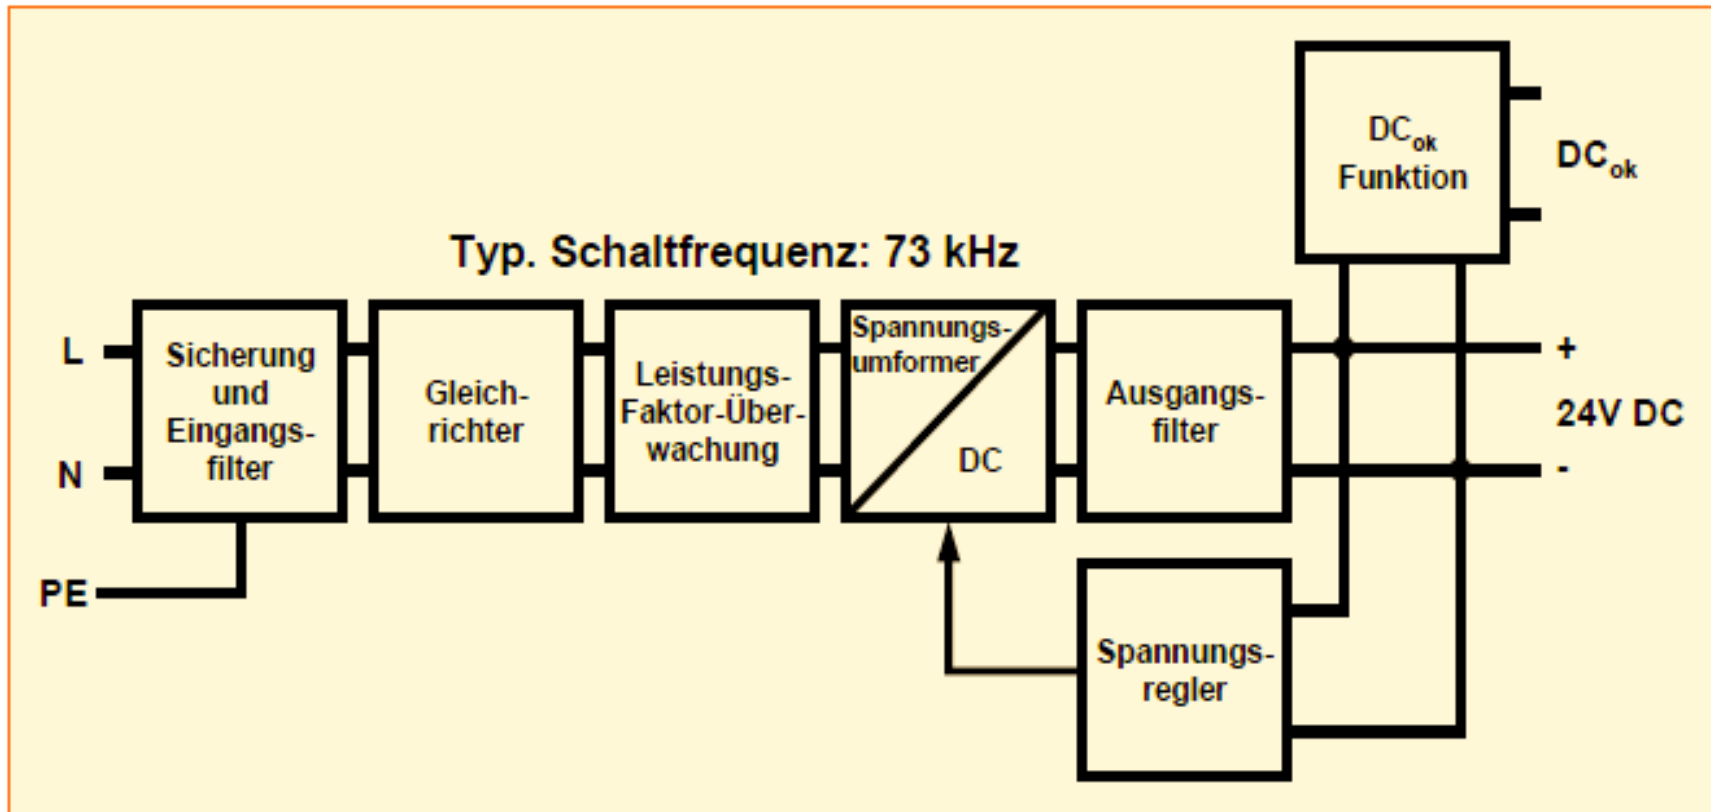 DCok
Funktion
DCok
Typ. Schaltfrequenz: 73 kHz
L
N
PE
Sicherung
und
Eingangs-
filter
Gleich-
richter
Leistungs-
Faktor-Über-
wachung
Spannungs-
umformer
DC
Ausgangs-
filter
+
24V DC
-
Spannungs-
regler